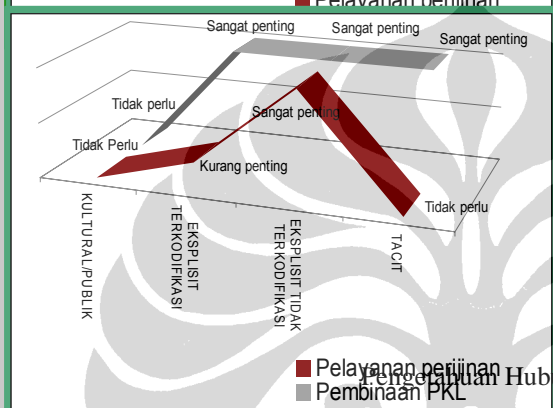 Pelayanan perijinan
Sangat penting
Sangat penting
Sangat penting
Tidak perlu
Sangat penting
Tidak Perlu
Kurang penting
Tidak perlu
KULTURAL/PUBLIK
EKSPLISIT
TERKODIFIKASI
EKSPLISIT TIDAK
TERKODIFIKASI
TACIT
Pelayanan perijinan
Pengetahuan Hub
Pembinaan PKL